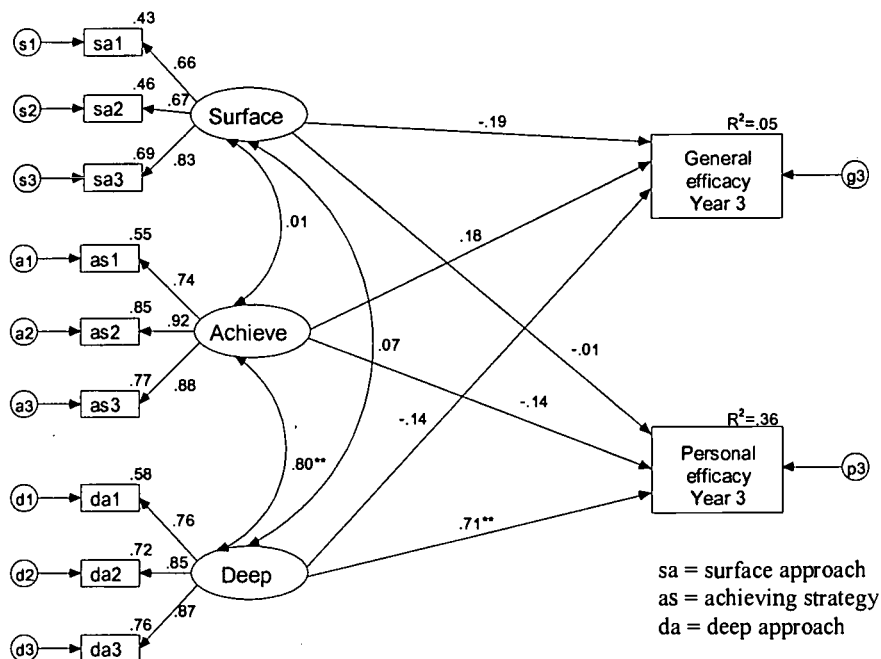 .43
s1
sa1
.66
.46
s2
sa2
.67
Surface
.69
s3
sa3
.83
-.19
R²=.05
General
efficacy
Year 3
g3
.01
.18
.55
a1
as1
.74
.85
a2
as2
.92
Achieve
.07
-.01
.77
a3
as3
.88
-.14
-.14
R²=.36
Personal
efficacy
Year 3
p3
.80**
.58
d1
da1
.76
.71**
.72
d2
da2
.85
Deep
.76
d3
da3
.87
sa = surface approach
as = achieving strategy
da = deep approach